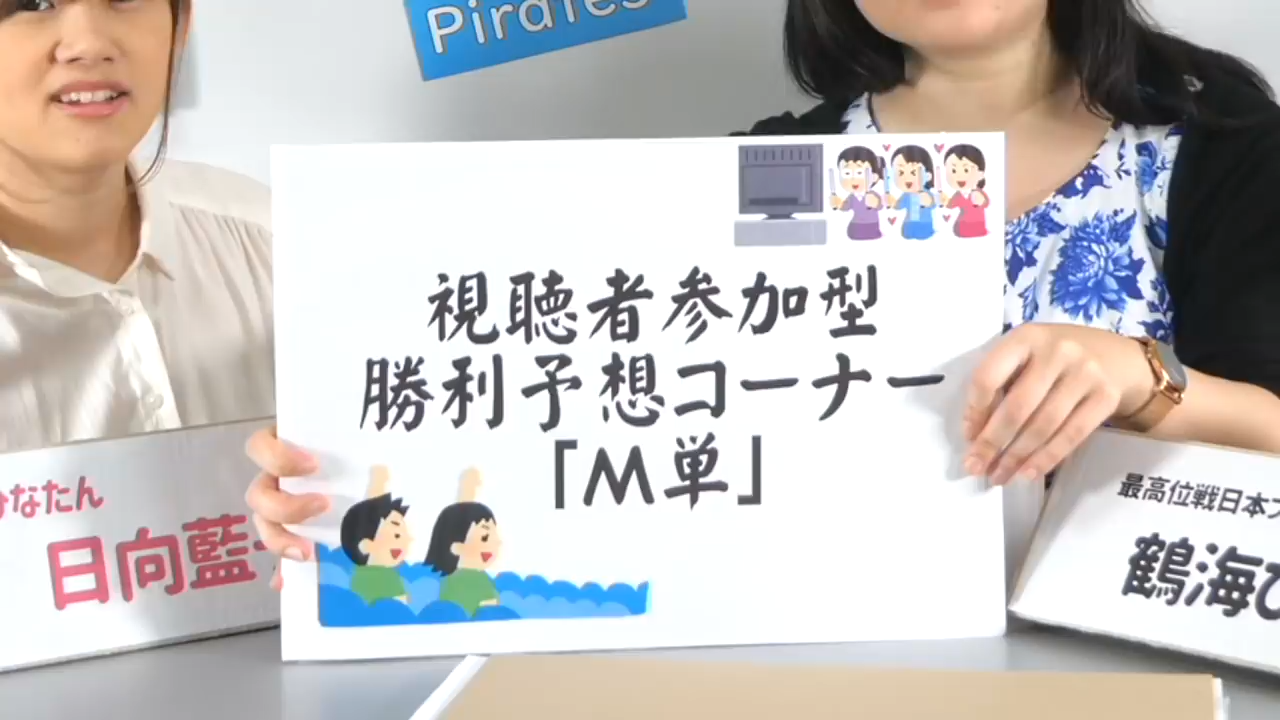 Pirates
視聴者参加型
勝利予想コーナー
「M単」
なたん
日向藍
最高位戦日本
鶴海ひ